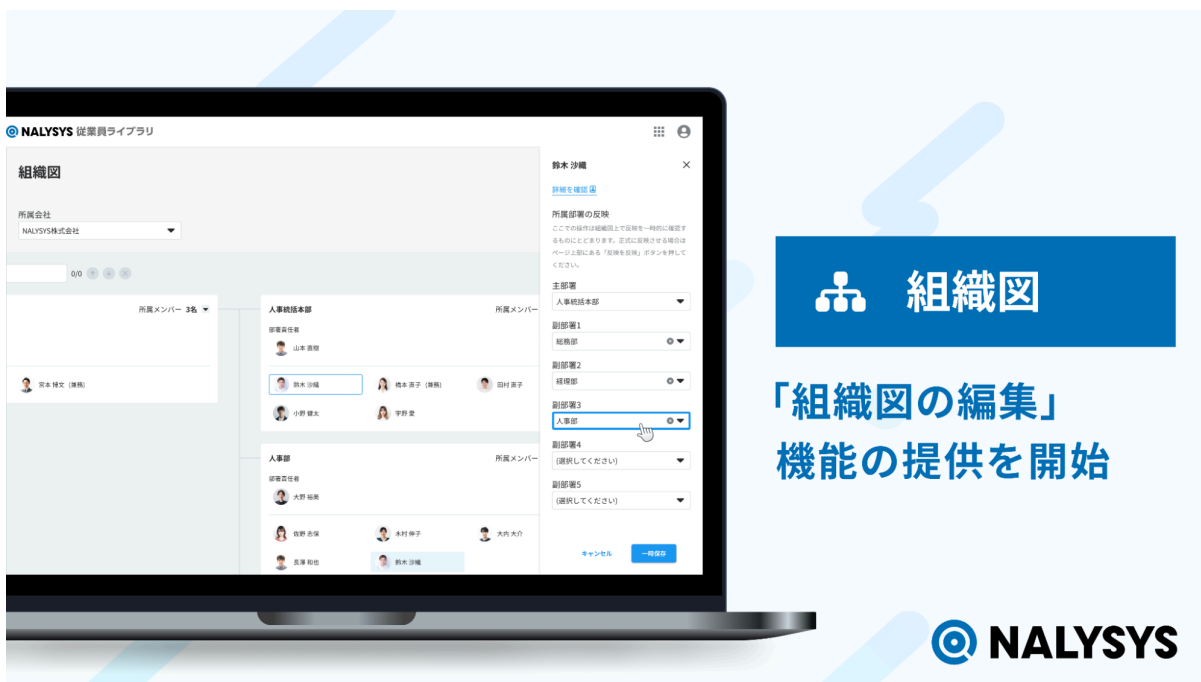 NALYSYS 従業員ライブラリ
組織図
所属会社
NALYSYS株式会社
0/0
所属メンバー 3名
宮本 博文（兼務）
人事統括本部
所属メンバー
部署責任者
山本 直樹
鈴木 沙織
橋本 直子（兼務）
田村 直子
小野 健太
宇野 愛
人事部
所属メンバー
部署責任者
大野 裕美
佐野 志保
木村 伸子
大内 大介
長澤 和也
鈴木 沙織
鈴木 沙織
詳細を確認
所属部署の反映
ここでの操作は組織図上で反映を一時的に確認す
るものにとどまります。正式に反映させる場合は
ページ上部にある「反映を反映」ボタンを押して
ください。
主部署
人事統括本部
副部署1
総務部
副部署2
経理部
副部署3
人事部
副部署4
(選択してください)
副部署5
(選択してください)
キャンセル
一時保存
組織図
「組織図の編集」
機能の提供を開始
NALYSYS